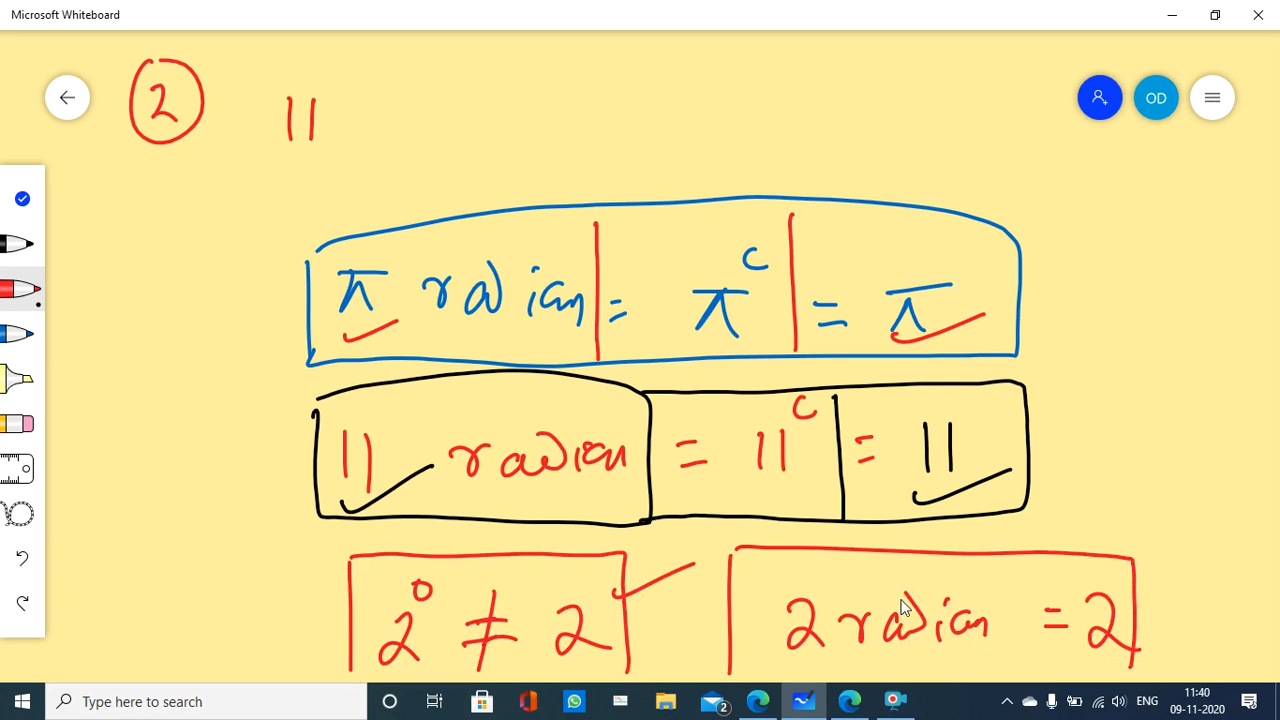 Microsoft Whiteboard
② 11
OD
π radian = π^c = π
11 radian = 11^c = 11
2° ≠ 2
2 radian = 2
Type here to search
2
ENG
11:40
09-11-2020